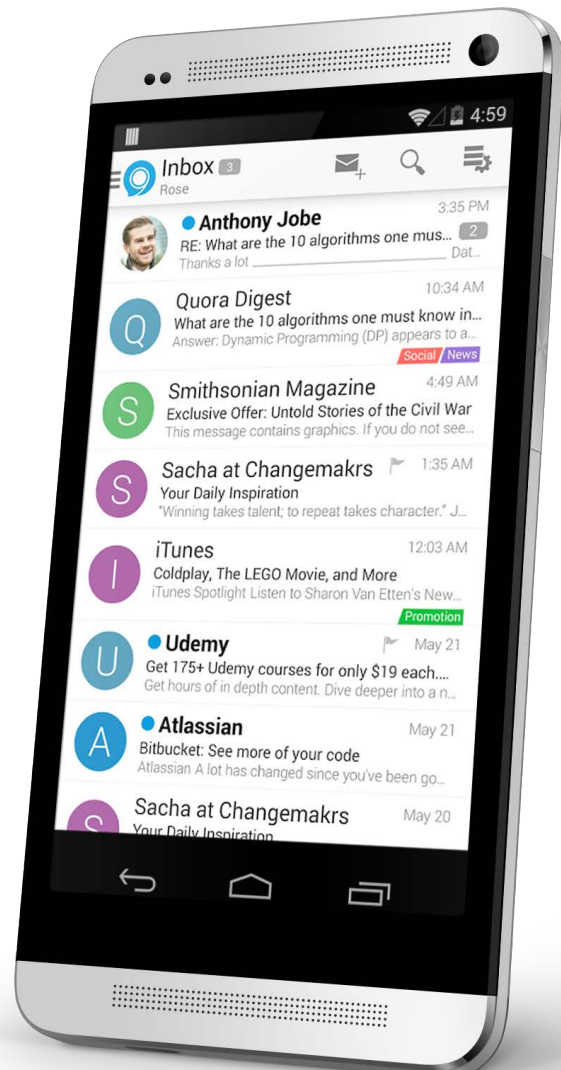 4:59
Inbox 3
Rose
Anthony Jobe 3:35 PM
RE: What are the 10 algorithms one mus... 2
Thanks a lot ________________ Dat...
Q
Quora Digest 10:34 AM
What are the 10 algorithms one must know in...
Answer: Dynamic Programming (DP) appears to a...
Social News
S
Smithsonian Magazine 4:49 AM
Exclusive Offer: Untold Stories of the Civil War
This message contains graphics. If you do not see...
S
Sacha at Changemakrs 1:35 AM
Your Daily Inspiration
"Winning takes talent; to repeat takes character." J...
I
iTunes 12:03 AM
Coldplay, The LEGO Movie, and More
iTunes Spotlight Listen to Sharon Van Etten's New...
Promotion
U
Udemy May 21
Get 175+ Udemy courses for only $19 each....
Get hours of in depth content. Dive deeper into a n...
A
Atlassian May 21
Bitbucket: See more of your code
Atlassian A lot has changed since you've been go...
S
Sacha at Changemakrs May 20
Your Daily Inspiration